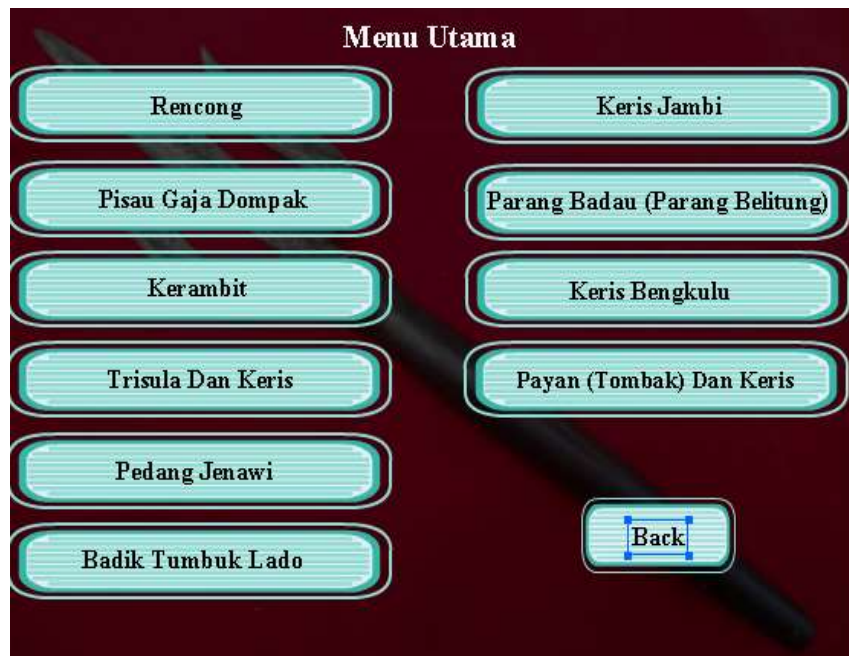 Menu Utama
Rencong
Pisau Gaja Dompak
Kerambit
Trisula Dan Keris
Pedang Jenawi
Badik Tumbuk Lado
Keris Jambi
Parang Badau (Parang Belitung)
Keris Bengkulu
Payan (Tombak) Dan Keris
Back